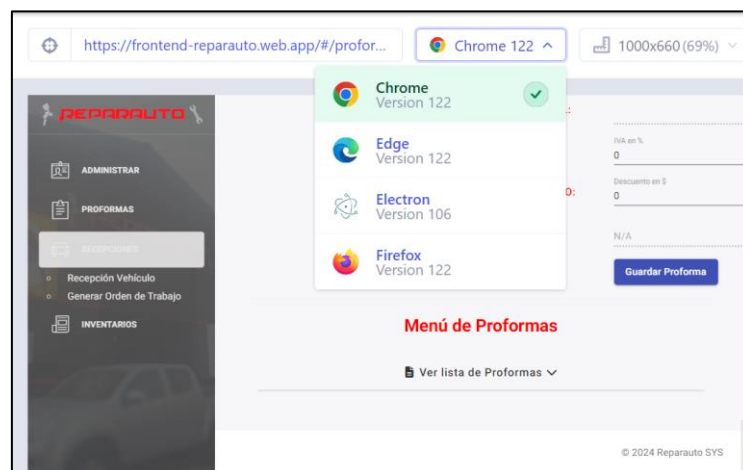 https://frontend-reparauto.web.app/#/profor...
Chrome 122
1000x660 (69%)
REPARAUTO
ADMINISTRAR
PROFORMAS
RECEPCIONES
Recepción Vehículo
Generar Orden de Trabajo
INVENTARIOS
Chrome
Version 122
Edge
Version 122
Electron
Version 106
Firefox
Version 122
IVA en %
0
Descuento en $
O:
0
N/A
Guardar Proforma
Menú de Proformas
Ver lista de Proformas
© 2024 Reparauto SYS